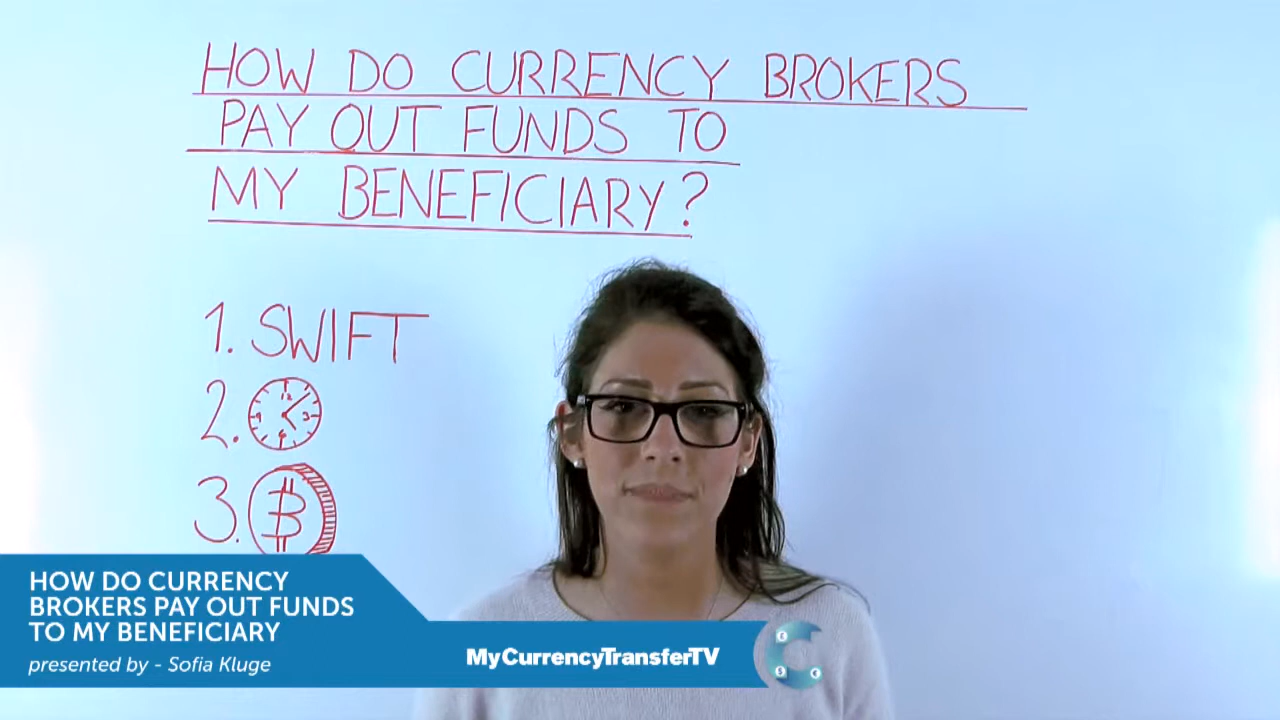 HOW DO CURRENCY BROKERS
PAY OUT FUNDS TO
MY BENEFICIARY?
1. SWIFT
2.
3.
HOW DO CURRENCY
BROKERS PAY OUT FUNDS
TO MY BENEFICIARY
presented by - Sofia Kluge
MyCurrencyTransferTV